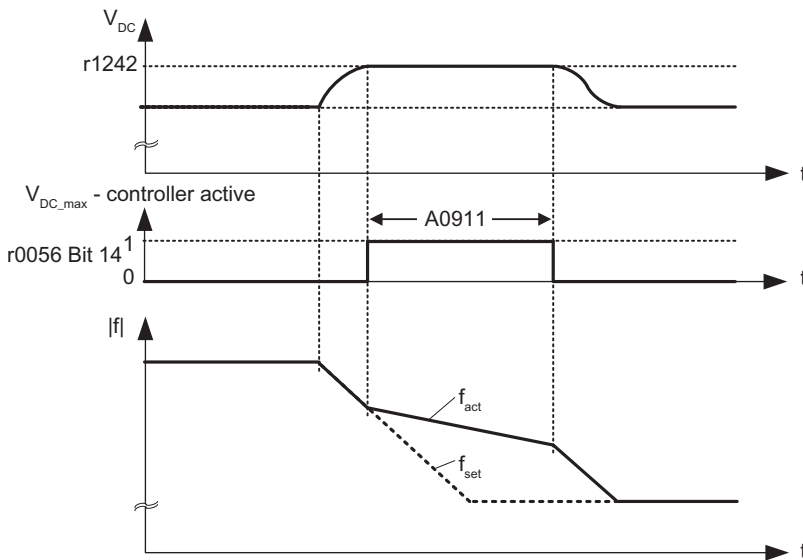 V_DC
r1242
t
V_DC_max - controller active
A0911
r0056 Bit 14
1
0
t
|f|
f_act
f_set
t